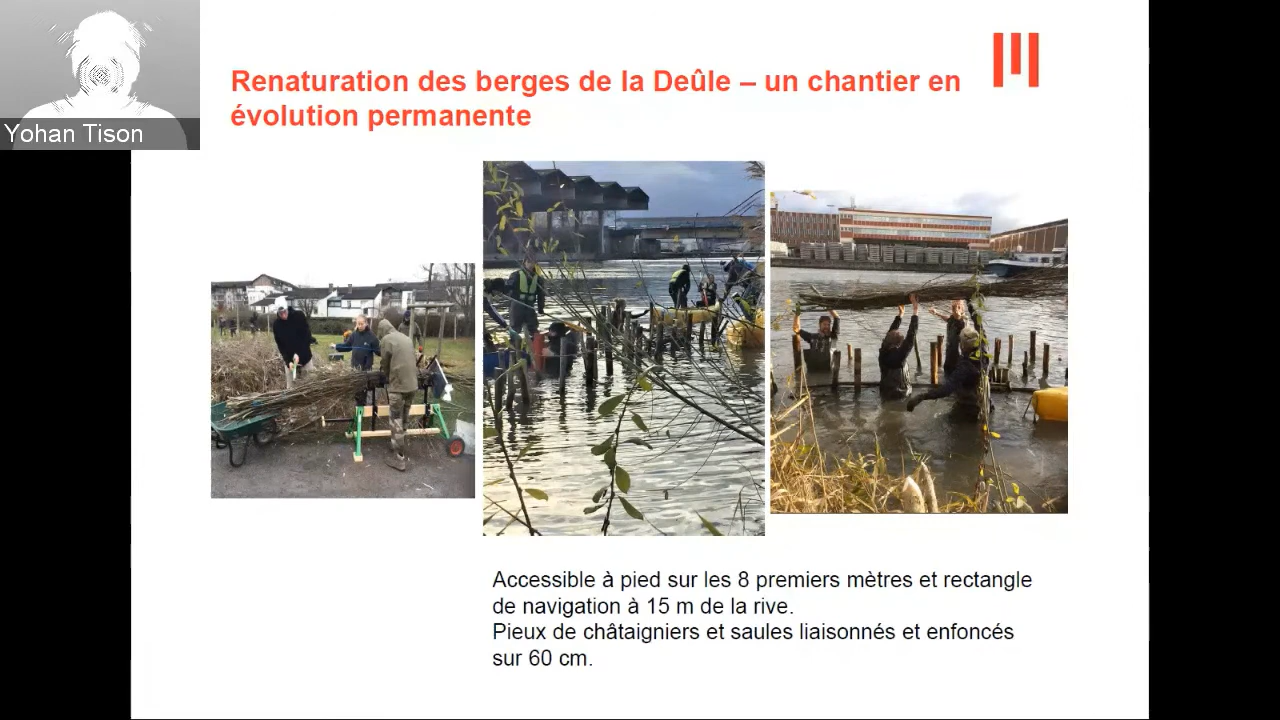 Yohan Tison
Renaturation des berges de la Deûle – un chantier en
évolution permanente
Accessible à pied sur les 8 premiers mètres et rectangle
de navigation à 15 m de la rive.
Pieux de châtaigniers et saules liaisonnés et enfoncés
sur 60 cm.